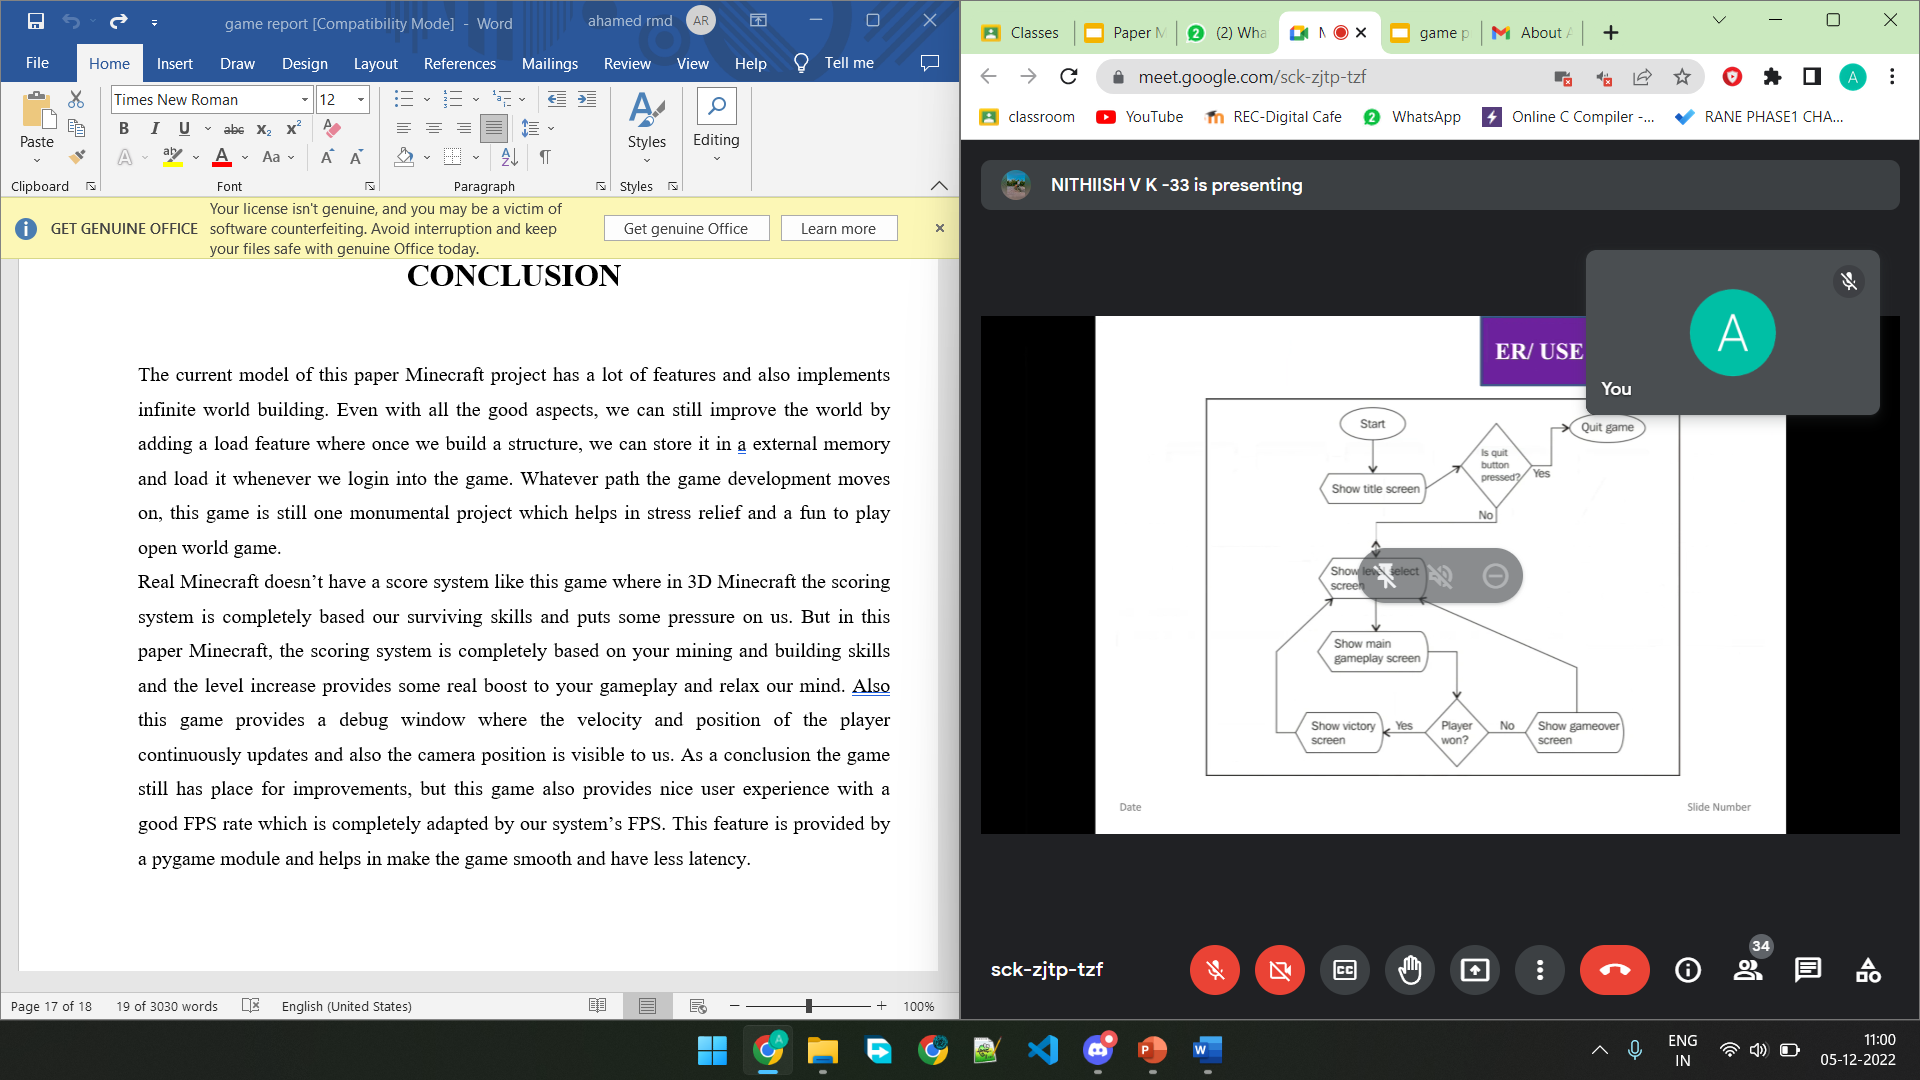 game report [Compatibility Mode] - Word
ahamed rmd
AR
File
Home
Insert
Draw
Design
Layout
References
Mailings
Review
View
Help
Tell me
Times New Roman
12
Paste
Styles
Editing
Clipboard
Font
Paragraph
Styles
GET GENUINE OFFICE
Your license isn't genuine, and you may be a victim of
software counterfeiting. Avoid interruption and keep
your files safe with genuine Office today.
Get genuine Office
Learn more
CONCLUSION
The current model of this paper Minecraft project has a lot of features and also implements
infinite world building. Even with all the good aspects, we can still improve the world by
adding a load feature where once we build a structure, we can store it in a external memory
and load it whenever we login into the game. Whatever path the game development moves
on, this game is still one monumental project which helps in stress relief and a fun to play
open world game.
Real Minecraft doesn’t have a score system like this game where in 3D Minecraft the scoring
system is completely based our surviving skills and puts some pressure on us. But in this
paper Minecraft, the scoring system is completely based on your mining and building skills
and the level increase provides some real boost to your gameplay and relax our mind. Also
this game provides a debug window where the velocity and position of the player
continuously updates and also the camera position is visible to us. As a conclusion the game
still has place for improvements, but this game also provides nice user experience with a
good FPS rate which is completely adapted by our system’s FPS. This feature is provided by
a pygame module and helps in make the game smooth and have less latency.
Page 17 of 18
19 of 3030 words
English (United States)
100%
Classes
Paper M
(2) Wha
game p
About A
meet.google.com/sck-zjtp-tzf
A
classroom
YouTube
REC-Digital Cafe
WhatsApp
Online C Compiler -...
RANE PHASE1 CHA...
NITHIISH V K -33 is presenting
A
You
ER/ USE
Start
Show title screen
Is quit
button
pressed?
Yes
Quit game
No
Show level select
screen
Show main
gameplay screen
Show victory
screen
Yes
Player
won?
No
Show gameover
screen
Date
Slide Number
sck-zjtp-tzf
34
ENG
IN
11:00
05-12-2022